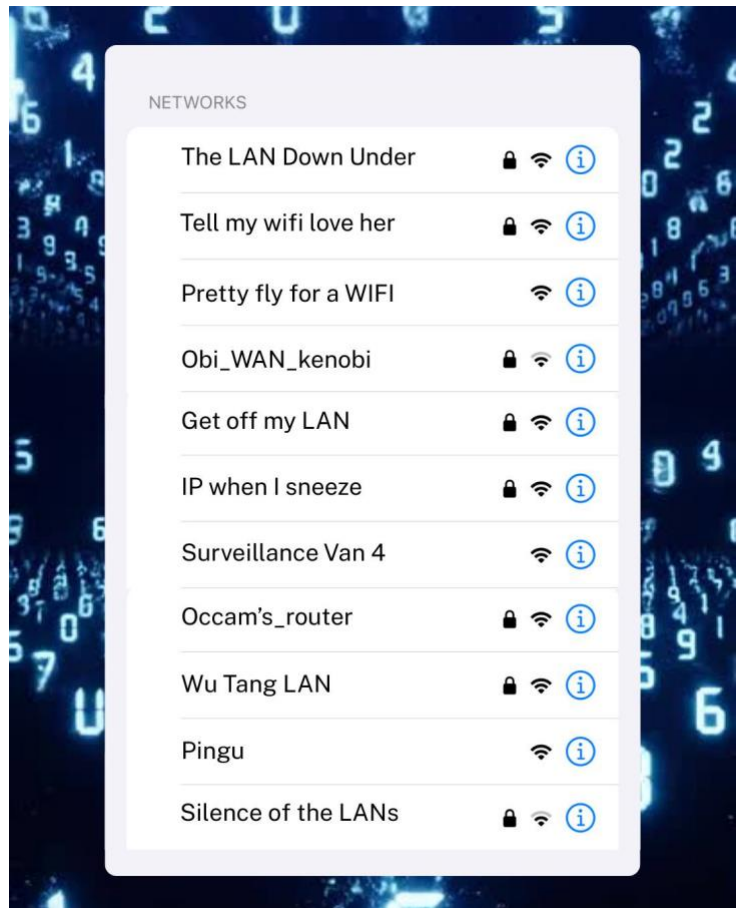 NETWORKS
The LAN Down Under
Tell my wifi love her
Pretty fly for a WIFI
Obi_WAN_kenobi
Get off my LAN
IP when I sneeze
Surveillance Van 4
Occam’s_router
Wu Tang LAN
Pingu
Silence of the LANs